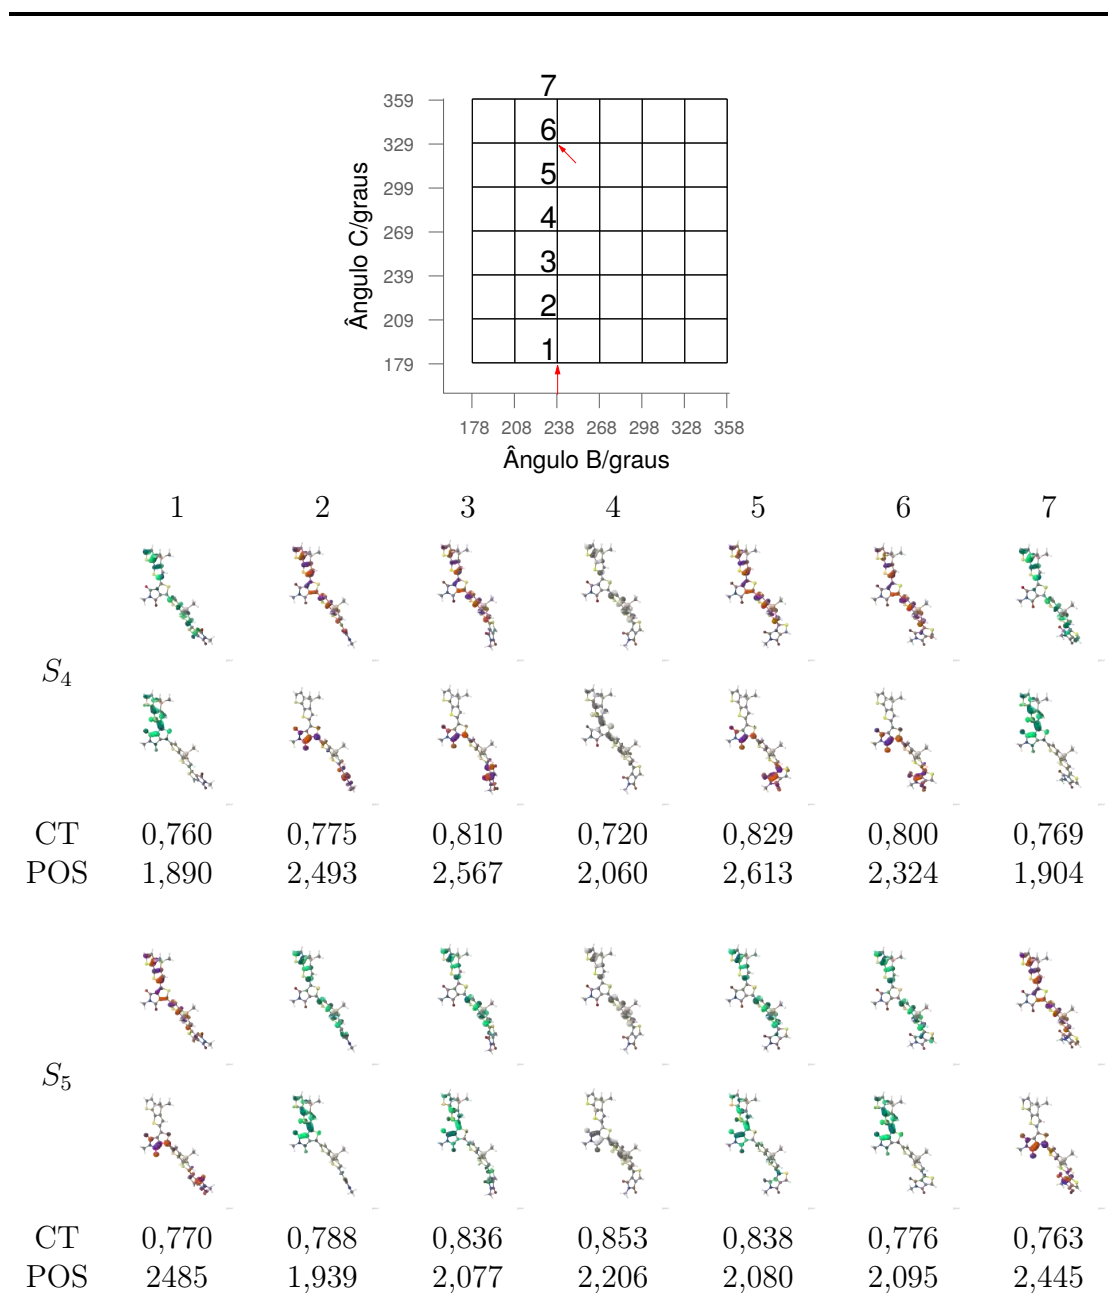 7
359
6
329
5
299
4
269
3
239
2
209
1
179
Ângulo C/graus
178 208 238 268 298 328 358
Ângulo B/graus
1 2 3 4 5 6 7
S4
CT 0,760 0,775 0,810 0,720 0,829 0,800 0,769
POS 1,890 2,493 2,567 2,060 2,613 2,324 1,904
S5
CT 0,770 0,788 0,836 0,853 0,838 0,776 0,763
POS 2485 1,939 2,077 2,206 2,080 2,095 2,445